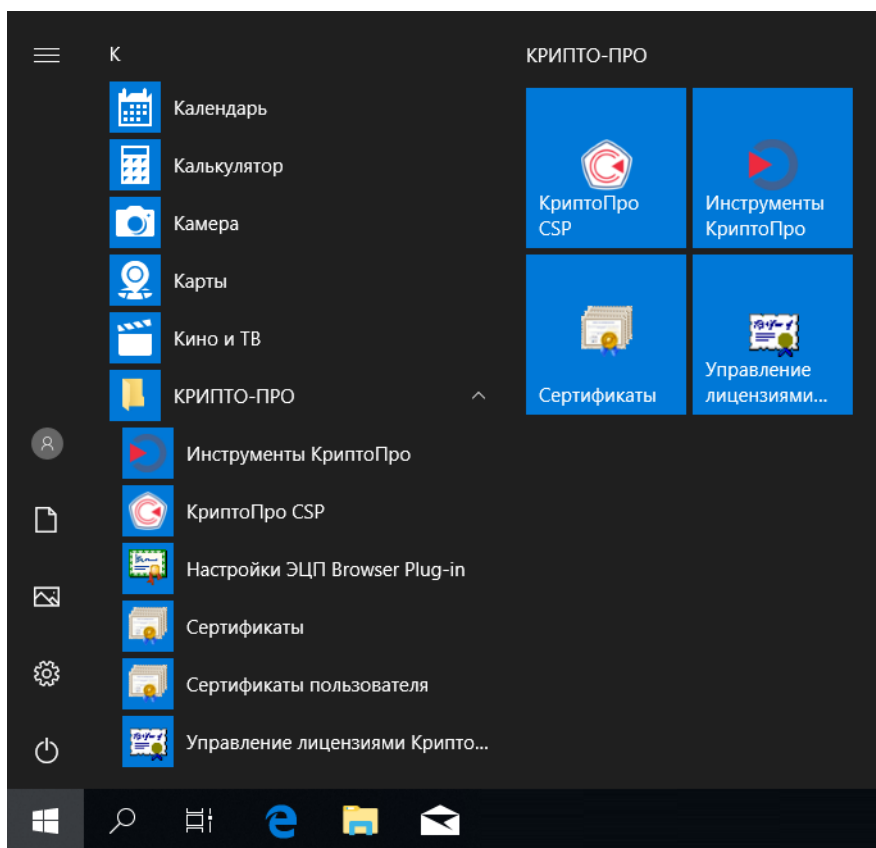 К
Календарь
Калькулятор
Камера
Карты
Кино и ТВ
КРИПТО-ПРО
Инструменты КриптоПро
КриптоПро CSP
Настройки ЭЦП Browser Plug-in
Сертификаты
Сертификаты пользователя
Управление лицензиями Крипто...
КРИПТО-ПРО
КриптоПро
CSP
Инструменты
КриптоПро
Сертификаты
Управление
лицензиями...